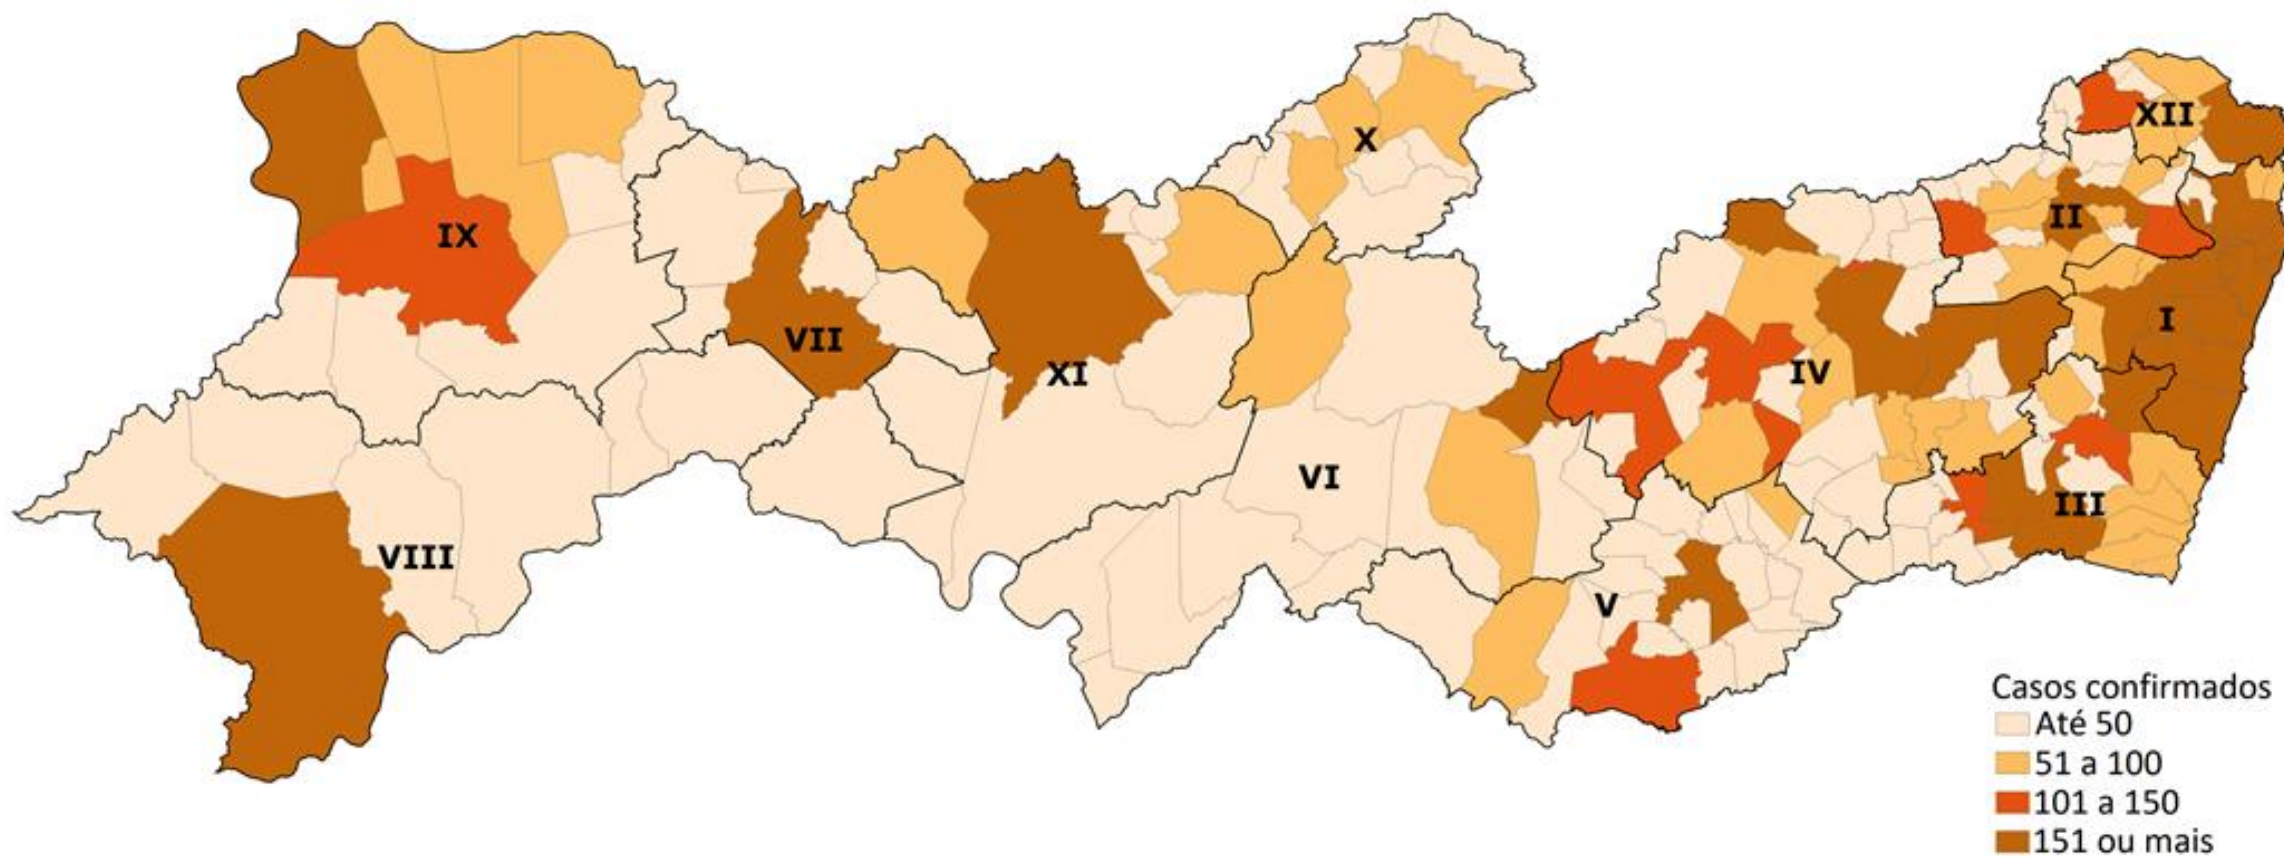 XII
X
II
IX
I
VII
XI
IV
VI
III
VIII
V
Casos confirmados
Até 50
51 a 100
101 a 150
151 ou mais